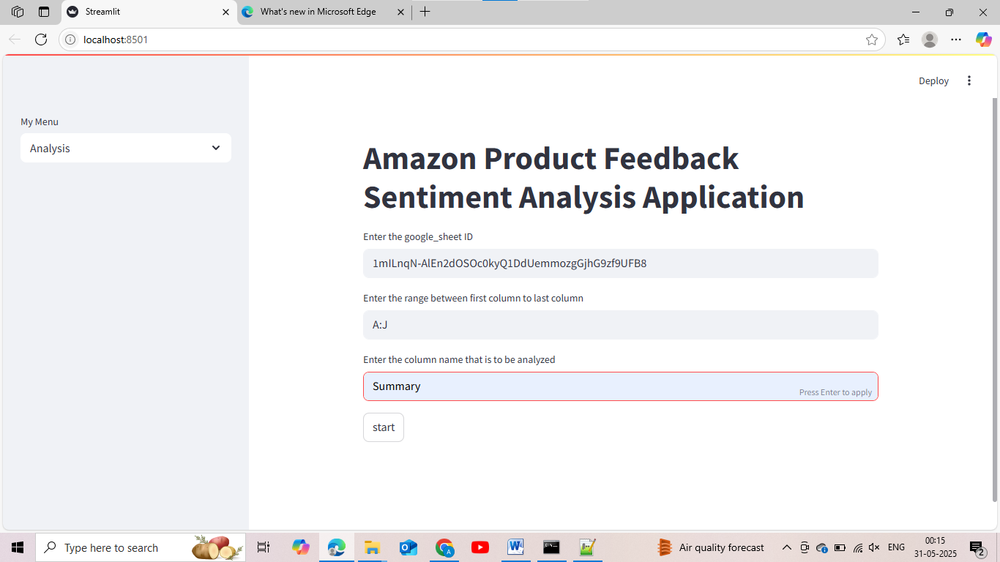 Streamlit
What's new in Microsoft Edge
localhost:8501
Deploy
My Menu
Analysis
Amazon Product Feedback
Sentiment Analysis Application
Enter the google_sheet ID
1mILnqN-AlEn2dOSOc0kyQ1DdUemmozgGjhG9zf9UFB8
Enter the range between first column to last column
A:J
Enter the column name that is to be analyzed
Summary
Press Enter to apply
start
Type here to search
Air quality forecast
ENG
00:15
31-05-2025
2